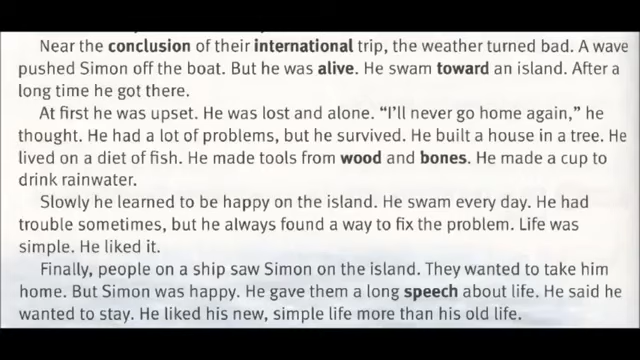 Near the conclusion of their international trip, the weather turned bad. A wave
pushed Simon off the boat. But he was alive. He swam toward an island. After a
long time he got there.
At first he was upset. He was lost and alone. “I’ll never go home again,” he
thought. He had a lot of problems, but he survived. He built a house in a tree. He
lived on a diet of fish. He made tools from wood and bones. He made a cup to
drink rainwater.
Slowly he learned to be happy on the island. He swam every day. He had
trouble sometimes, but he always found a way to fix the problem. Life was
simple. He liked it.
Finally, people on a ship saw Simon on the island. They wanted to take him
home. But Simon was happy. He gave them a long speech about life. He said he
wanted to stay. He liked his new, simple life more than his old life.